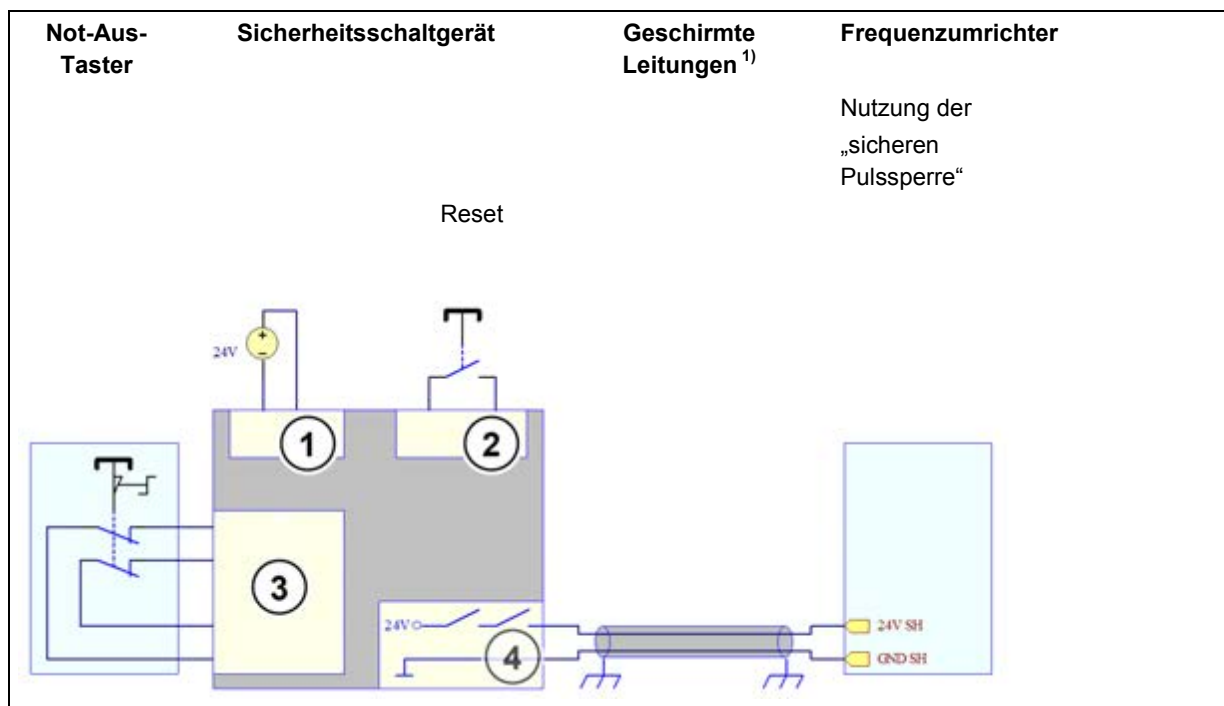 Not-Aus-
Taster
Sicherheitsschaltgerät
Geschirmte
Leitungen 1)
Frequenzumrichter
Nutzung der
„sicheren
Pulssperre“
Reset
24V
+
−
1
2
3
24V
4
24V SH
GND SH